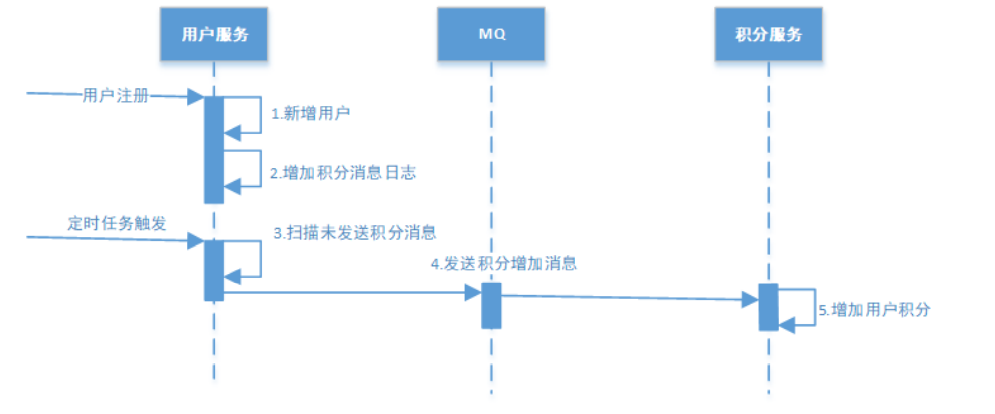 用户服务
MQ
积分服务
用户注册
1.新增用户
2.增加积分消息日志
定时任务触发
3.扫描未发送积分消息
4.发送积分增加消息
5.增加用户积分